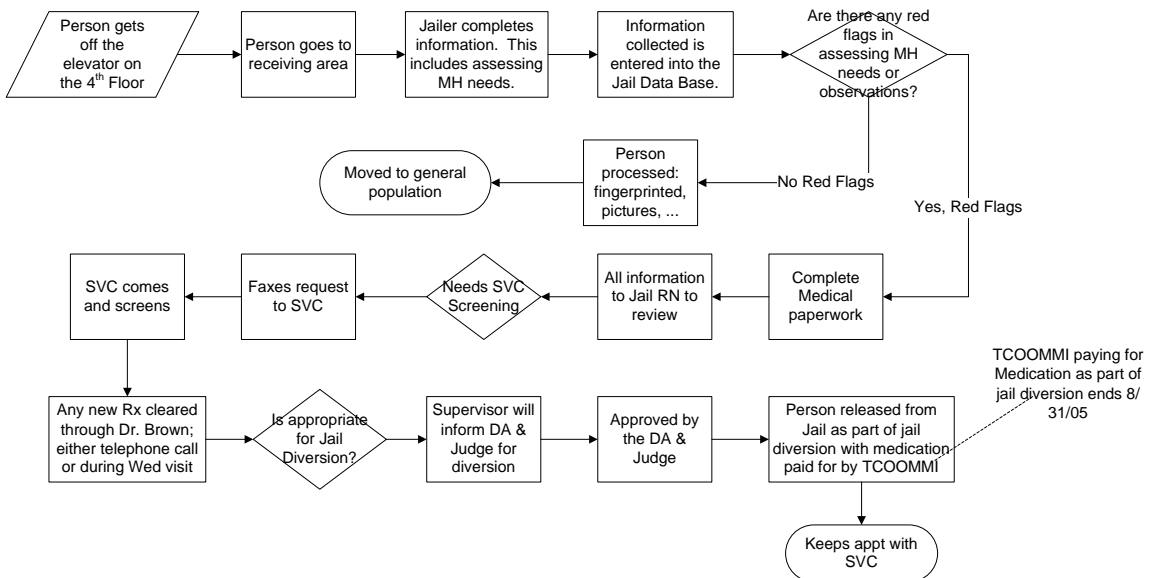 Person gets
off the
elevator on
the 4th Floor
Person goes to
receiving area
Jailer completes
information. This
includes assessing
MH needs.
Information
collected is
entered into the
Jail Data Base.
Are there any red
flags in
assessing MH
needs or
observations?
Moved to general
population
Person
processed:
fingerprinted,
pictures, ...
No Red Flags
Yes, Red Flags
SVC comes
and screens
Faxes request
to SVC
Needs SVC
Screening
All information
to Jail RN to
review
Complete
Medical
paperwork
TCOOMMI paying for
Medication as part of
jail diversion ends 8/
31/05
Any new Rx cleared
through Dr. Brown;
either telephone call
or during Wed visit
Is appropriate
for Jail
Diversion?
Supervisor will
inform DA &
Judge for
diversion
Approved by
the DA &
Judge
Person released from
Jail as part of jail
diversion with medication
paid for by TCOOMMI
Keeps appt with
SVC